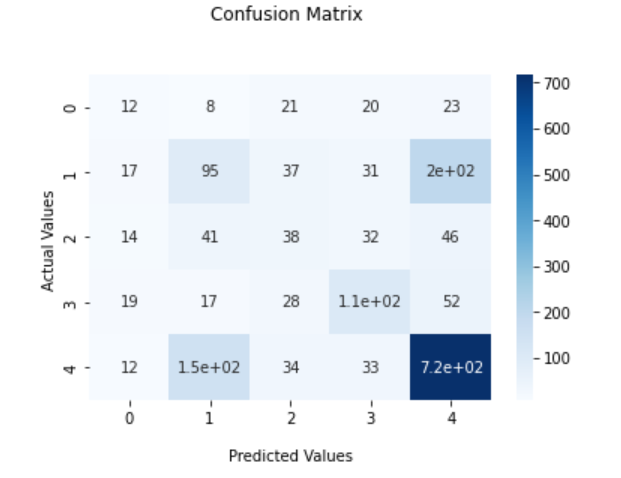 Confusion Matrix
Actual Values
0 12 8 21 20 23
1 17 95 37 31 2e+02
2 14 41 38 32 46
3 19 17 28 1.1e+02 52
4 12 1.5e+02 34 33 7.2e+02
0 1 2 3 4
Predicted Values
700
600
500
400
300
200
100